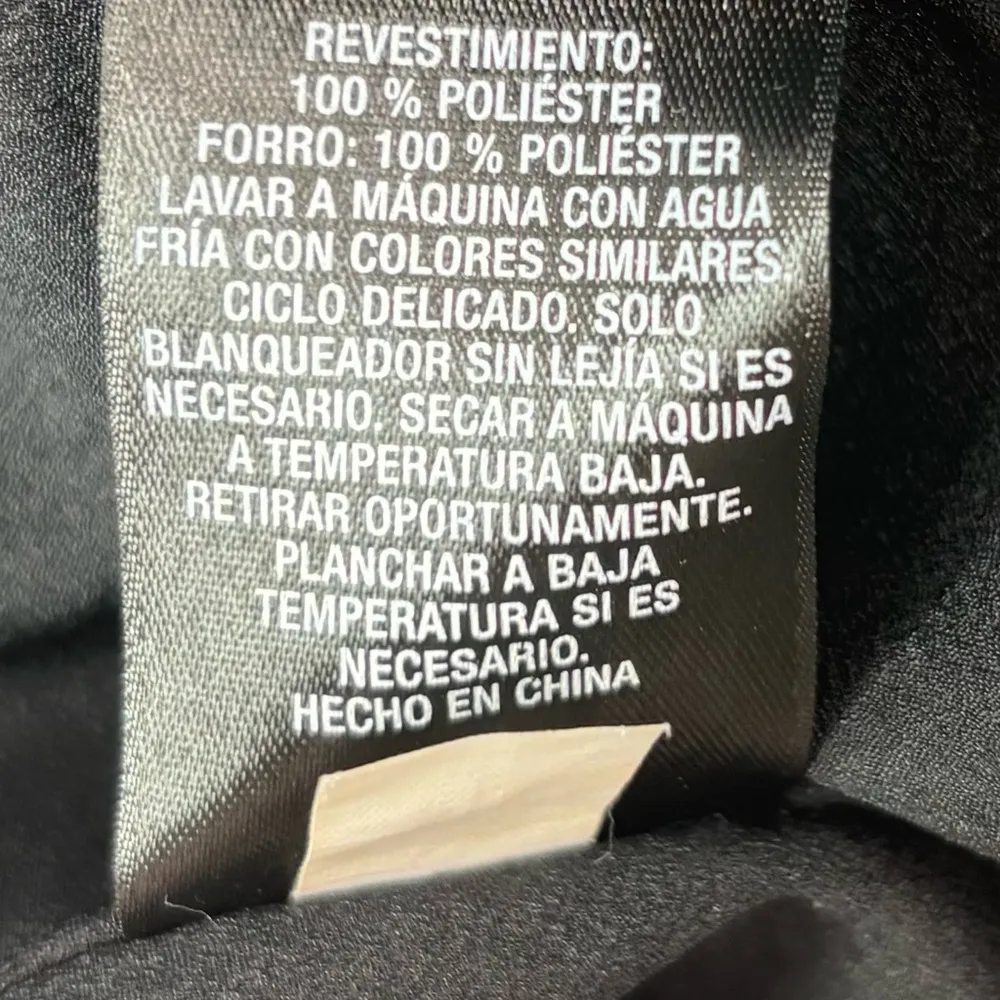 REVESTIMIENTO:
100 % POLIÉSTER
FORRO: 100 % POLIÉSTER
LAVAR A MÁQUINA CON AGUA
FRÍA CON COLORES SIMILARES.
CICLO DELICADO. SOLO
BLANQUEADOR SIN LEJÍA SI ES
NECESARIO. SECAR A MÁQUINA
A TEMPERATURA BAJA.
RETIRAR OPORTUNAMENTE.
PLANCHAR A BAJA
TEMPERATURA SI ES
NECESARIO.
HECHO EN CHINA